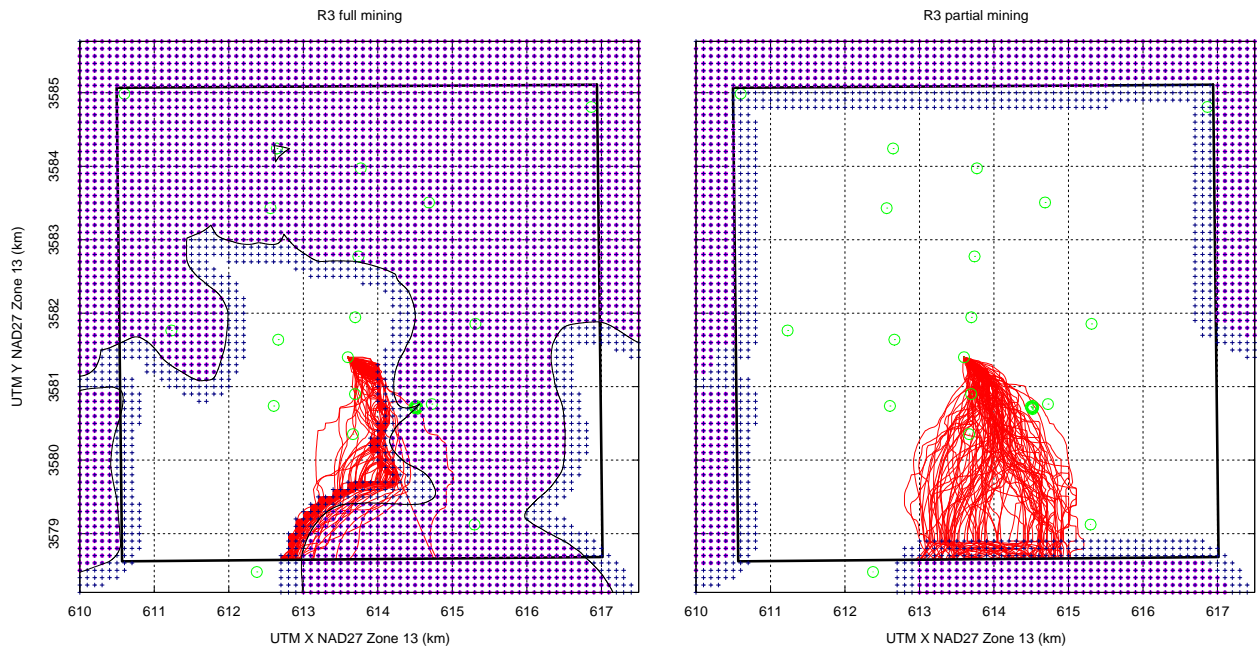 R3 full mining
R3 partial mining
UTM Y NAD27 Zone 13 (km)
3585
3584
3583
3582
3581
3580
3579
610 611 612 613 614 615 616 617
610 611 612 613 614 615 616 617
UTM X NAD27 Zone 13 (km)
UTM X NAD27 Zone 13 (km)